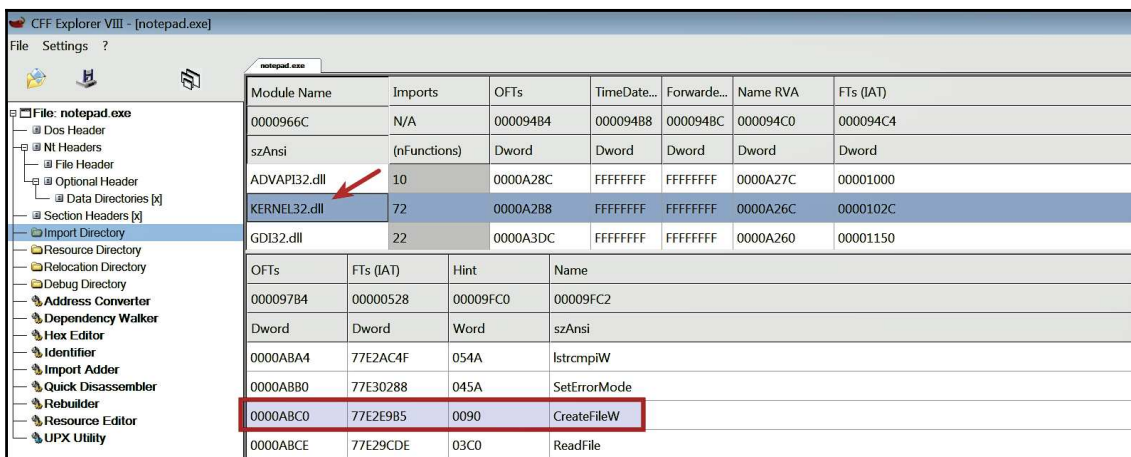 CFF Explorer VIII - [notepad.exe]
File Settings ?
notepad.exe
File: notepad.exe
Dos Header
Nt Headers
File Header
Optional Header
Data Directories [x]
Section Headers [x]
Import Directory
Resource Directory
Relocation Directory
Debug Directory
Address Converter
Dependency Walker
Hex Editor
Identifier
Import Adder
Quick Disassembler
Rebuilder
Resource Editor
UPX Utility
Module Name Imports OFTs TimeDate... Forwarde... Name RVA FTs (IAT)
0000966C N/A 000094B4 000094B8 000094BC 000094C0 000094C4
szAnsi (nFunctions) Dword Dword Dword Dword Dword
ADVAPI32.dll 10 0000A28C FFFFFFFF FFFFFFFF 0000A27C 00001000
KERNEL32.dll 72 0000A2B8 FFFFFFFF FFFFFFFF 0000A26C 0000102C
GDI32.dll 22 0000A3DC FFFFFFFF FFFFFFFF 0000A260 00001150
OFTs FTs (IAT) Hint Name
000097B4 00000528 00009FC0 00009FC2
Dword Dword Word szAnsi
0000ABA4 77E2AC4F 054A lstrcmpiW
0000ABB0 77E30288 045A SetErrorMode
0000ABC0 77E2E9B5 0090 CreateFileW
0000ABCE 77E29CDE 03C0 ReadFile